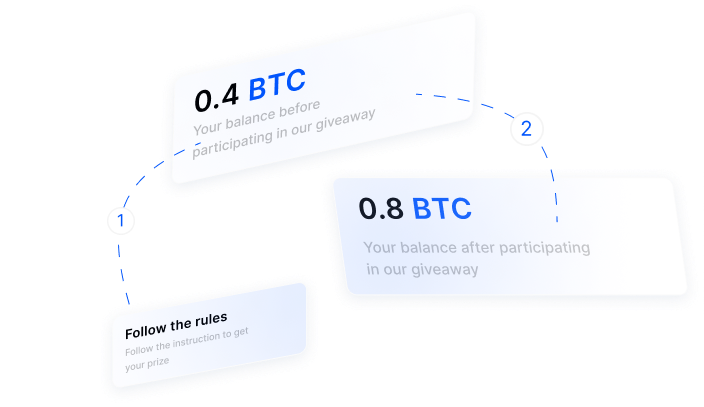 0.4 BTC
Your balance before
participating in our giveaway
2
0.8 BTC
Your balance after participating
in our giveaway
1
Follow the rules
Follow the instruction to get
your prize